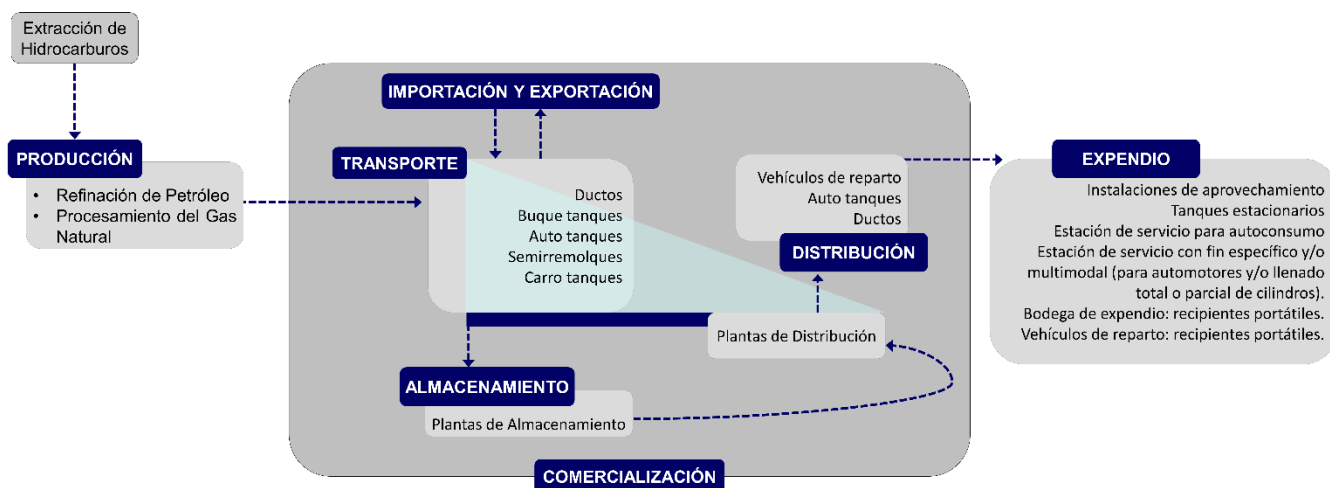 Extracción de
Hidrocarburos
PRODUCCIÓN
• Refinación de Petróleo
• Procesamiento del Gas
Natural
IMPORTACIÓN Y EXPORTACIÓN
TRANSPORTE
Ductos
Buque tanques
Auto tanques
Semirremolques
Carro tanques
ALMACENAMIENTO
Plantas de Almacenamiento
Plantas de Distribución
Vehículos de reparto
Auto tanques
Ductos
DISTRIBUCIÓN
COMERCIALIZACIÓN
EXPENDIO
Instalaciones de aprovechamiento
Tanques estacionarios
Estación de servicio para autoconsumo
Estación de servicio con fin específico y/o
multimodal (para automotores y/o llenado
total o parcial de cilindros).
Bodega de expendio: recipientes portátiles.
Vehículos de reparto: recipientes portátiles.